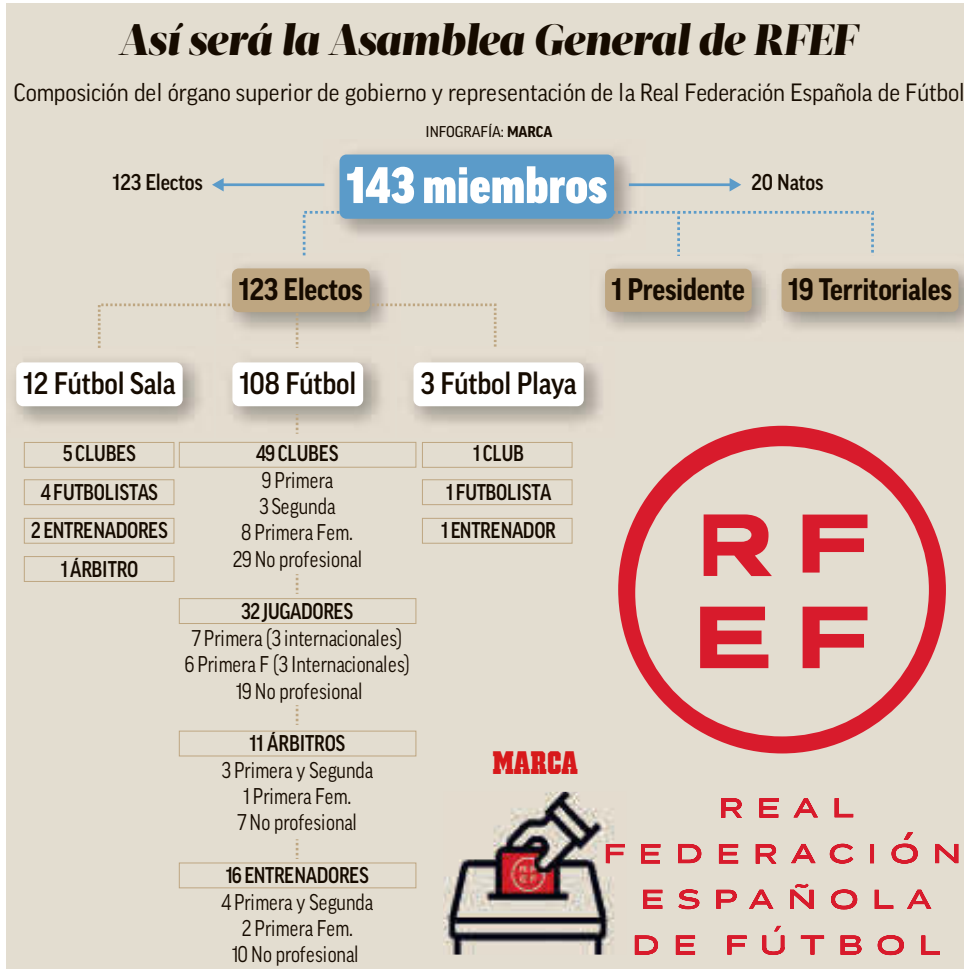 Así será la Asamblea General de RFEF
Composición del órgano superior de gobierno y representación de la Real Federación Española de Fútbol
INFOGRAFÍA: MARCA
123 Electos
143 miembros
20 Natos
123 Electos
1 Presidente
19 Territoriales
12 Fútbol Sala
108 Fútbol
3 Fútbol Playa
5 CLUBES
4 FUTBOLISTAS
2 ENTRENADORES
1 ÁRBITRO
49 CLUBES
9 Primera
3 Segunda
8 Primera Fem.
29 No profesional
32 JUGADORES
7 Primera (3 internacionales)
6 Primera F (3 Internacionales)
19 No profesional
11 ÁRBITROS
3 Primera y Segunda
1 Primera Fem.
7 No profesional
16 ENTRENADORES
4 Primera y Segunda
2 Primera Fem.
10 No profesional
1 CLUB
1 FUTBOLISTA
1 ENTRENADOR
MARCA
RF
EF
REAL
FEDERACIÓN
ESPAÑOLA
DE FÚTBOL